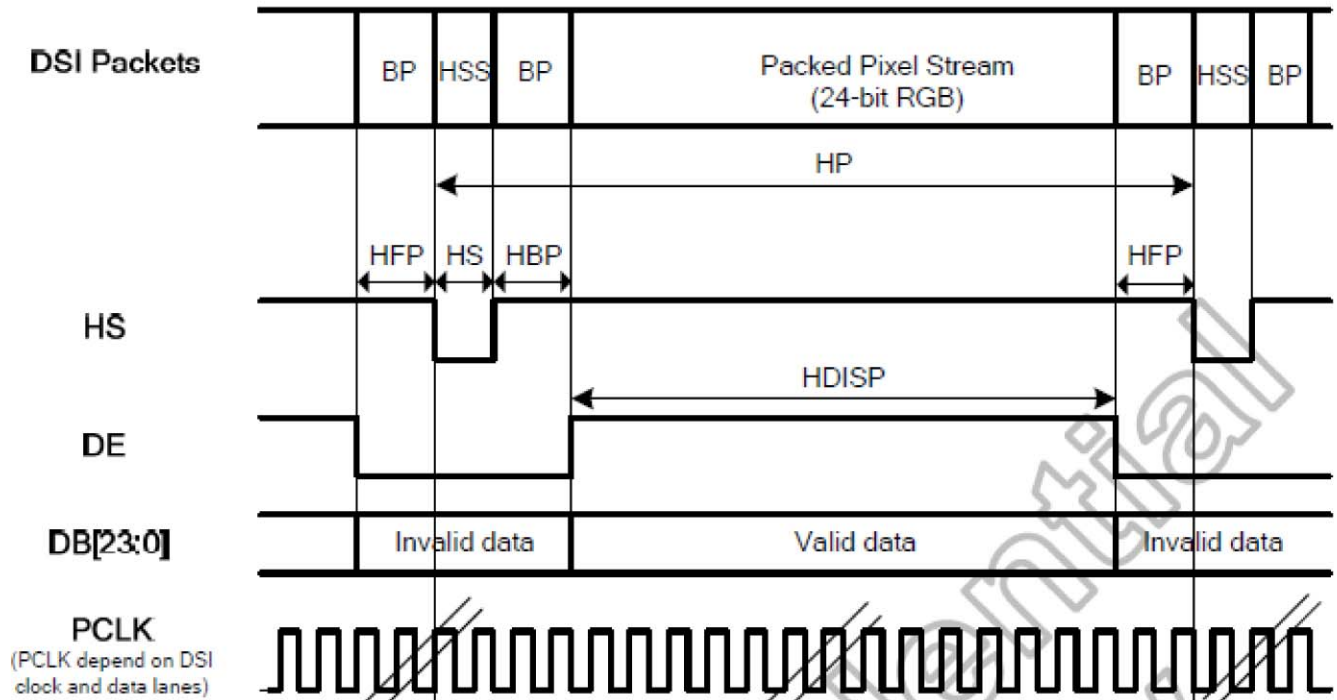 DSI Packets
BP HSS BP Packed Pixel Stream BP HSS BP
(24-bit RGB)
HP
HFP HS HBP HFP
HS
HDISP
DE
DB[23:0] Invalid data Valid data Invalid data
PCLK
(PCLK depend on DSI
clock and data lanes)